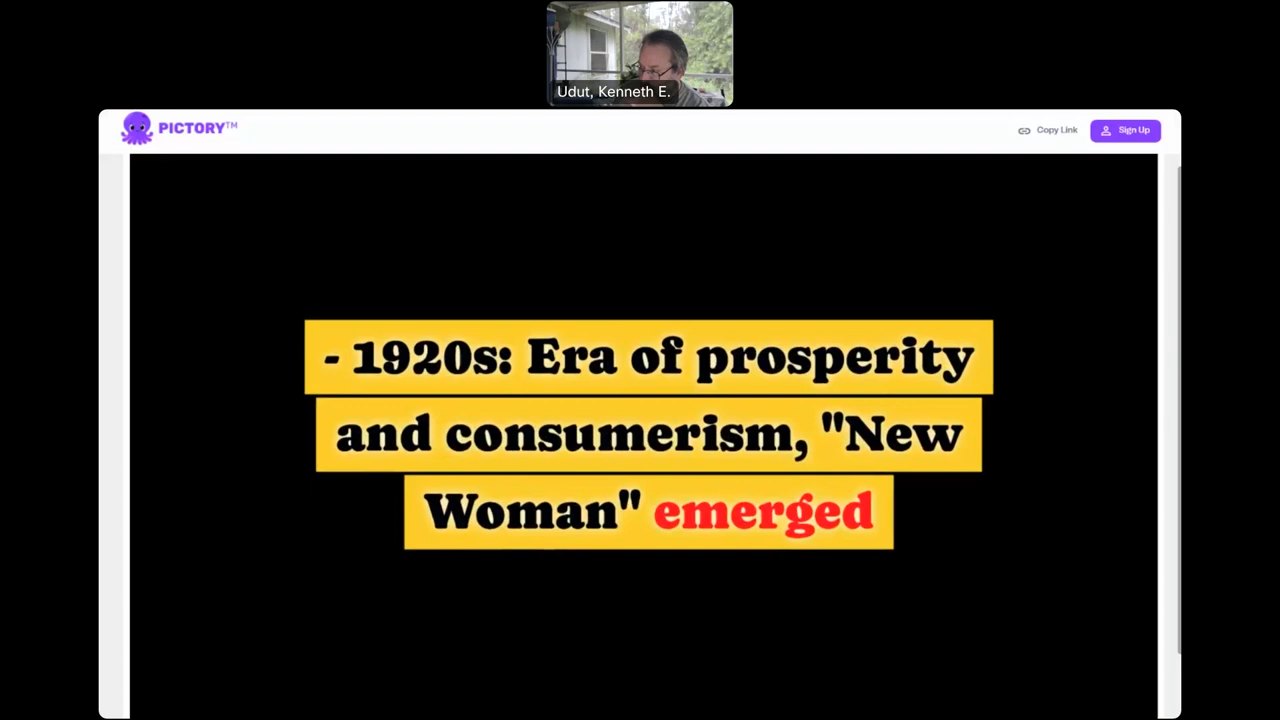 Udut, Kenneth E.
PICTORY™
Copy Link
Sign Up
- 1920s: Era of prosperity
and consumerism, "New
Woman" emerged